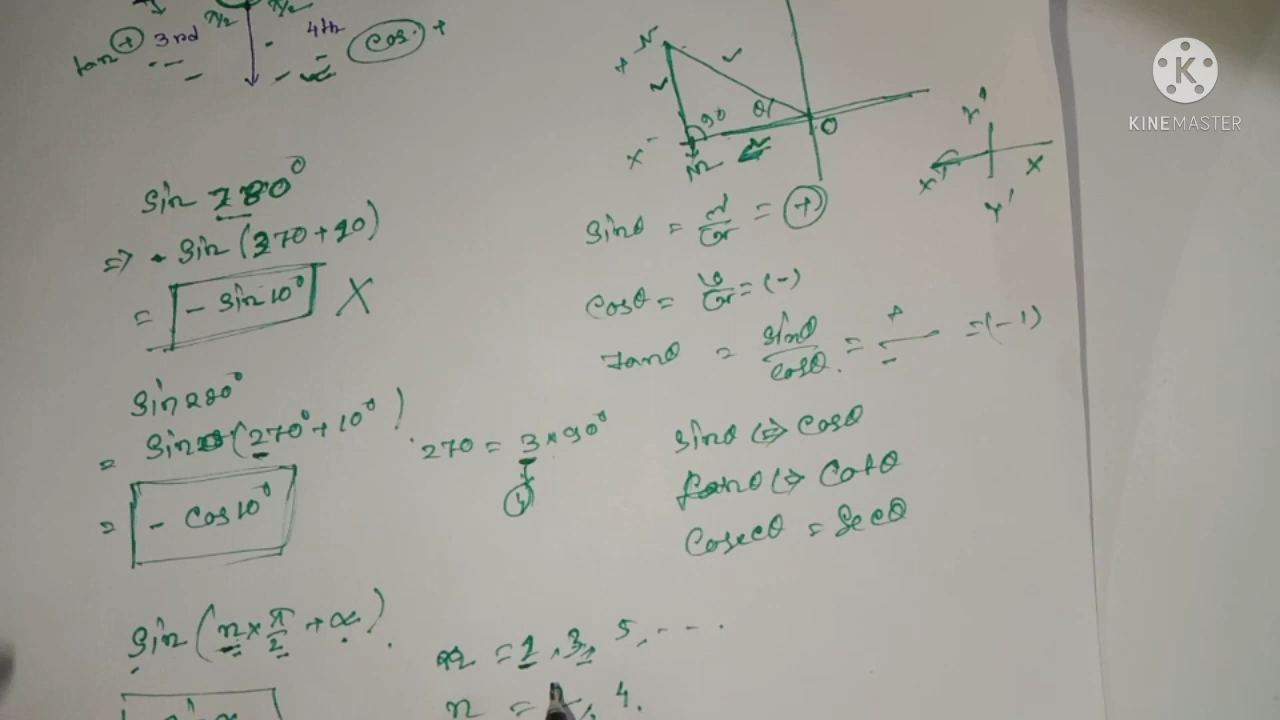 π/2 π/2
tan + 3rd 4th cos +
KINEMASTER
N
90 θ
X N O
Y'
X' X
Y'
sin 280°
=> - sin (270+10)
= - sin 10° X
sinθ = = (+)
cosθ = = (-)
Tanθ = sinθ/cosθ = +/- = (-1)
sin 280°
= sin (270° + 10°)
270 = 3 × 90°
= - cos 10°
sinθ <=> cosθ
tanθ <=> Cotθ
Cosecθ = Secθ
sin (n × π/2 + α)
n = 1, 3, 5, ---.
n = , 4.